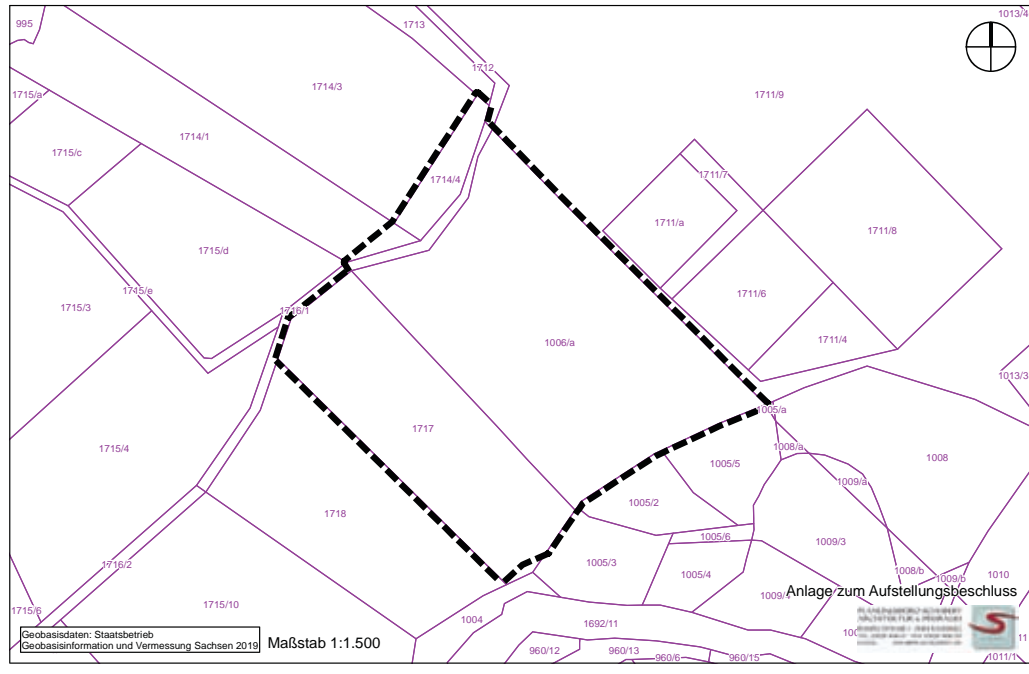 995
1713
1013/4
1712
1714/3
1715/a
1711/9
1714/1
1715/c
1714/4
1711/7
1711/a
1711/8
1715/d
1715/e
1711/6
1715/3
1716/1
1711/4
1006/a
1013/3
1005/a
1717
1008/a
1715/4
1005/5
1008
1009/a
1005/2
1718
1005/6
1009/3
1716/2
1005/3
1005/4
1008/b
1009/b
1010
1715/10
1715/6
1009/
Anlage zum Aufstellungsbeschluss
1004
1692/11
Geobasisdaten: Staatsbetrieb
Geobasisinformation und Vermessung Sachsen 2019
Maßstab 1:1.500
960/12
960/13
960/6
960/15
1011/1
11
S